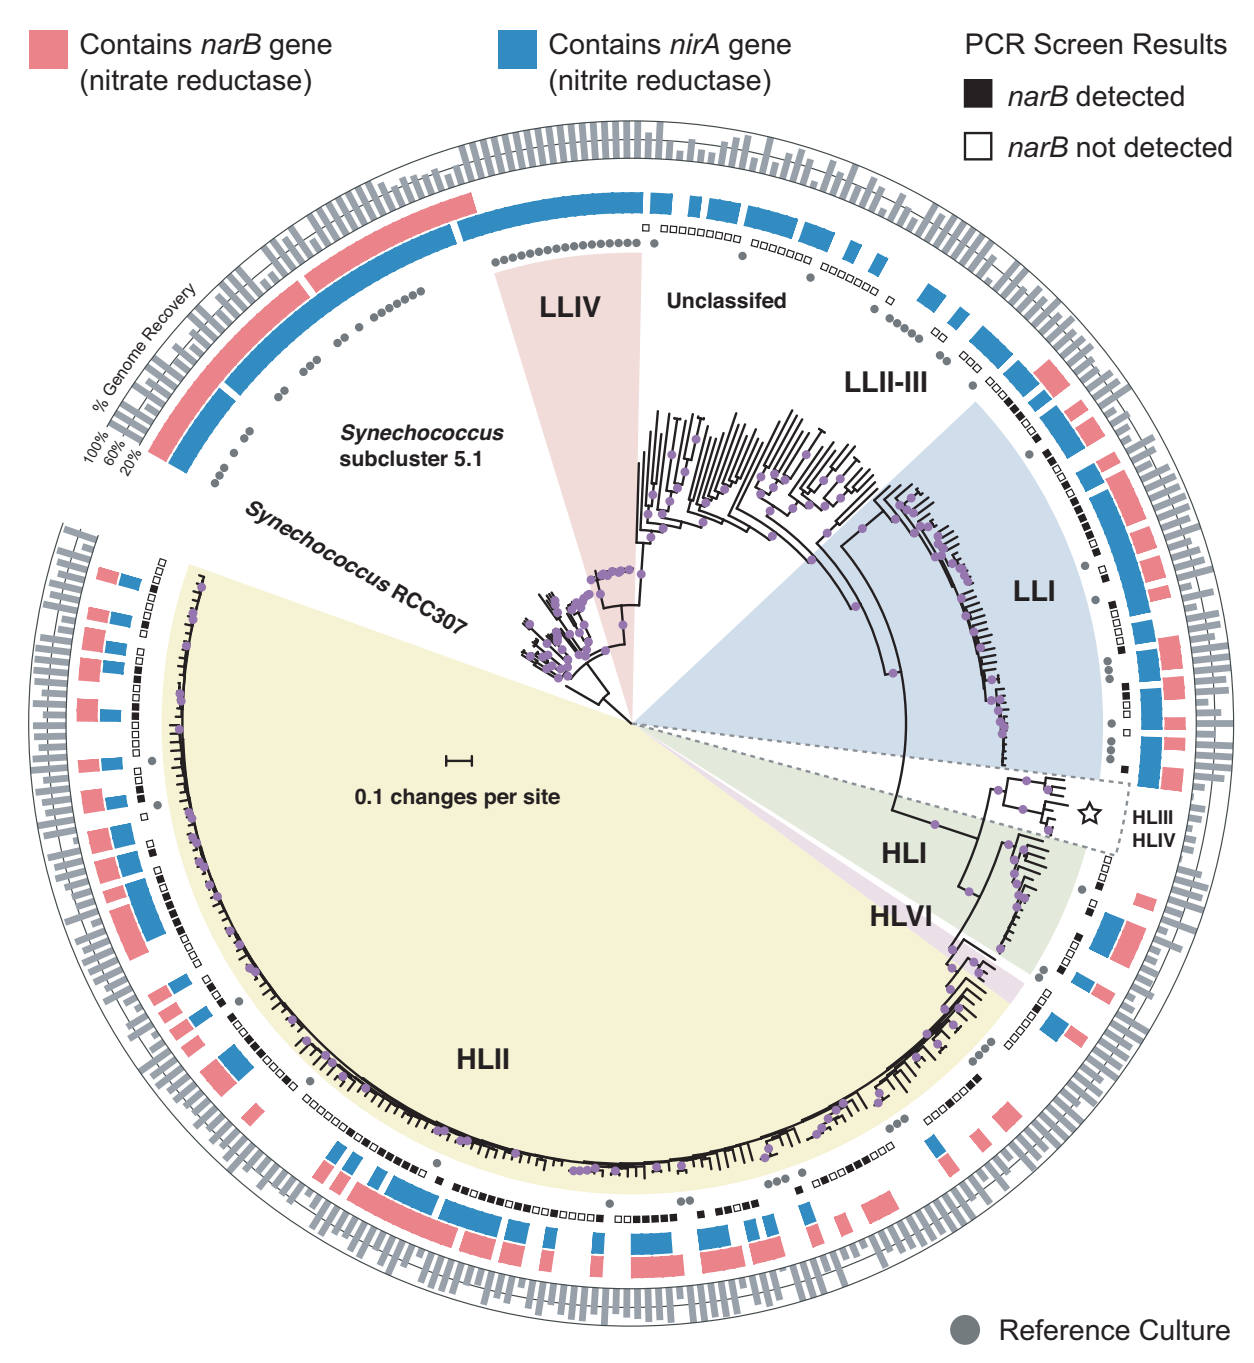 Contains narB gene
(nitrate reductase)
Contains nirA gene
(nitrite reductase)
PCR Screen Results
narB detected
narB not detected
% Genome Recovery
100%
60%
20%
LLIV
Unclassifed
LLII-III
Synechococcus
subcluster 5.1
Synechococcus RCC307
LLI
0.1 changes per site
HLIII
HLIV
HLI
HLVI
HLII
Reference Culture